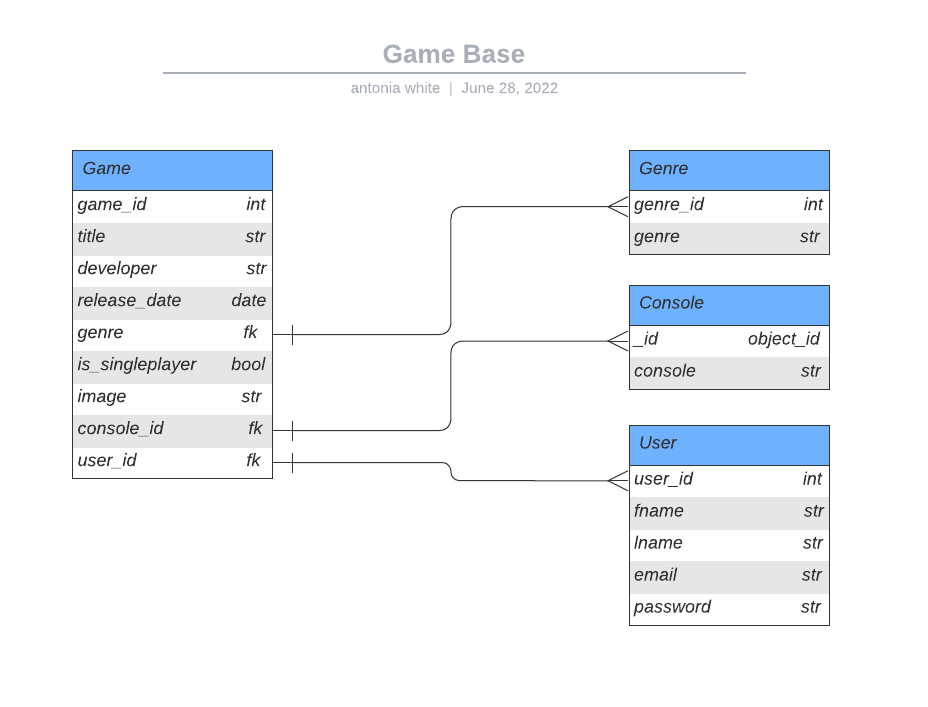 Game Base
antonia white | June 28, 2022
Game
game_id int
title str
developer str
release_date date
genre fk
is_singleplayer bool
image str
console_id fk
user_id fk
Genre
genre_id int
genre str
Console
_id object_id
console str
User
user_id int
fname str
lname str
email str
password str